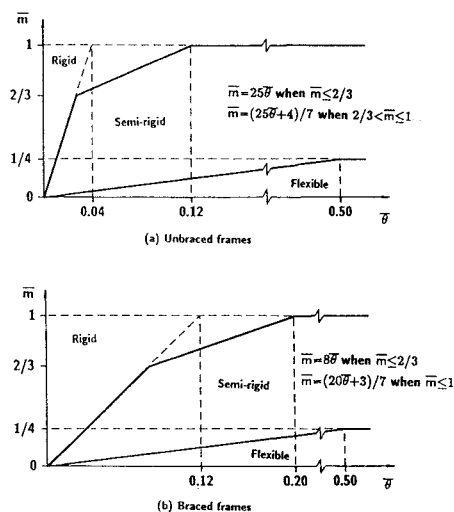 m̅
1
Rigid
2/3
m̅=25θ̅ when m̅≤2/3
m̅=(25θ̅+4)/7 when 2/3<m̅≤1
Semi-rigid
1/4
Flexible
0
0.04
0.12
0.50
θ̅
(a) Unbraced frames
m̅
1
Rigid
2/3
m̅=8θ̅ when m̅≤2/3
m̅=(20θ̅+3)/7 when m̅≤1
Semi-rigid
1/4
Flexible
0
0.12
0.20
0.50
θ̅
(b) Braced frames